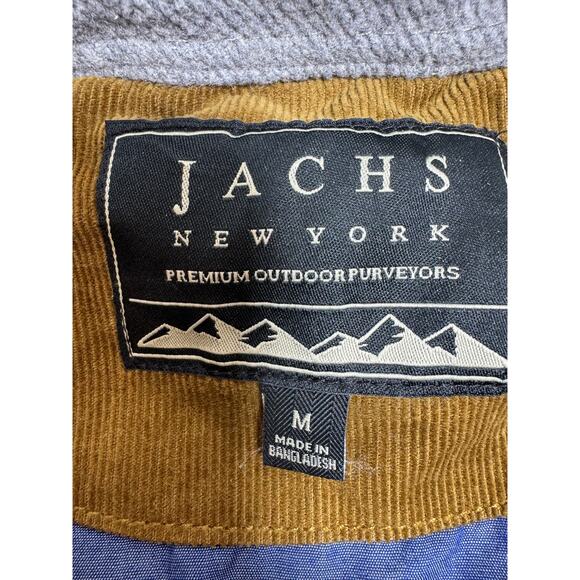 JACHS
NEW YORK
PREMIUM OUTDOOR PURVEYORS
M
MADE IN
BANGLADESH